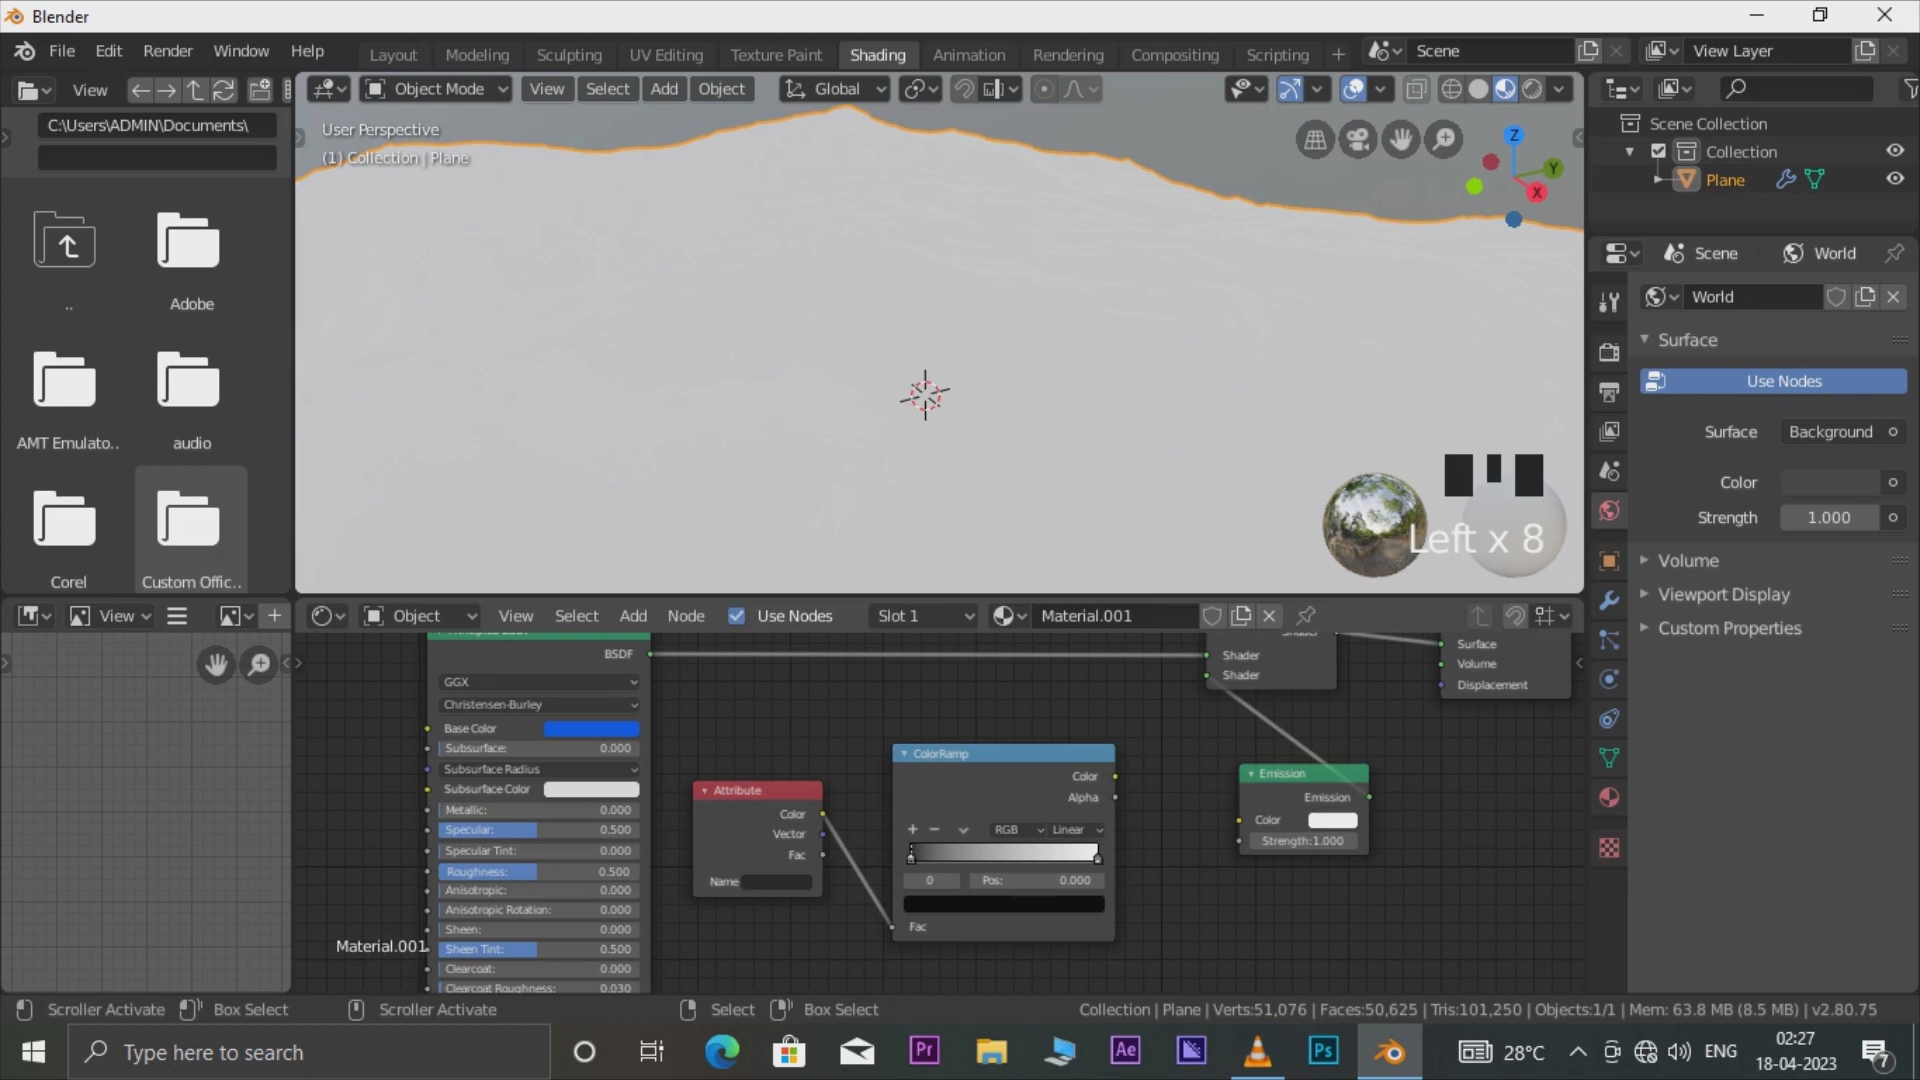 Blender
File Edit Render Window Help
Layout Modeling Sculpting UV Editing Texture Paint Shading Animation Rendering Compositing Scripting
Scene
View Layer
View
Object Mode View Select Add Object
Global
C:\Users\ADMIN\Documents\
User Perspective
(1) Collection | Plane
Z
Y
X
Scene Collection
Collection
Plane
..
Adobe
AMT Emulato..
audio
Corel
Custom Offic..
Left x 8
Scene World
World
Surface
Use Nodes
Surface Background
Color
Strength 1.000
Volume
Viewport Display
Custom Properties
View
Object View Select Add Node Use Nodes Slot 1 Material.001
BSDF
GGX
Christensen-Burley
Base Color
Subsurface: 0.000
Subsurface Radius
Subsurface Color
Metallic: 0.000
Specular: 0.500
Specular Tint: 0.000
Roughness: 0.500
Anisotropic: 0.000
Anisotropic Rotation: 0.000
Sheen: 0.000
Sheen Tint: 0.500
Clearcoat: 0.000
Clearcoat Roughness: 0.030
Material.001
Attribute
Color
Vector
Fac
Name
ColorRamp
Color
Alpha
RGB Linear
0 Pos: 0.000
Fac
Shader
Shader
Emission
Emission
Color
Strength:1.000
Surface
Volume
Displacement
Scroller Activate Box Select Scroller Activate Select Box Select
Collection | Plane | Verts:51,076 | Faces:50,625 | Tris:101,250 | Objects:1/1 | Mem: 63.8 MB (8.5 MB) | v2.80.75
Type here to search
Pr
Ae
Ps
28°C
ENG
02:27
18-04-2023
7